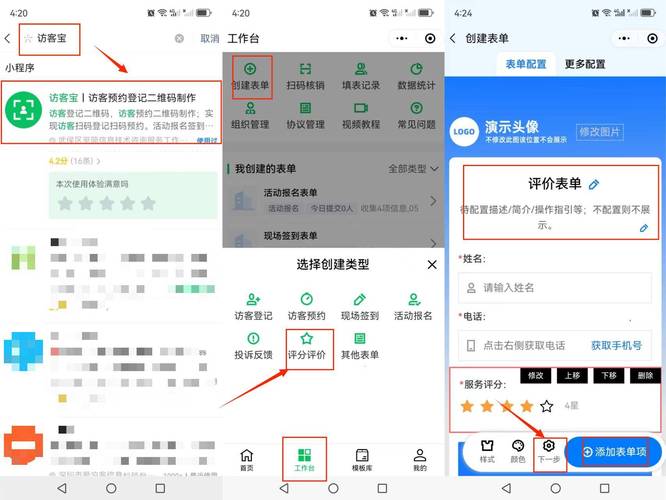 4:20
访客宝
取消
小程序
访客宝丨访客预约登记二维码制作
访客登记二维码,访客预约二维码制作;实
现访客扫码登记扫码预约。活动报名签到…
使用过
4.2分 (16条)
本次使用体验满意吗
4:20
工作台
创建表单
扫码核销
填表记录
数据统计
组织管理
协议管理
视频教程
常见问题
我创建的表单
全部类型
活动报名表单
活动报名
今日提交0人
收集4项信息,05
现场签到表单
选择创建类型
访客登记
访客预约
现场签到
活动报名
投诉反馈
评分评价
其他表单
首页
工作台
模板库
我的
4:24
创建表单
表单配置
更多配置
LOGO
演示头像
不修改此图该位置不会展示
修改图片
评价表单
待配置描述/简介/操作指引等;不配置则不展
示。
*姓名:
请输入姓名
*电话:
点击右侧获取电话
获取手机号
*服务评分:
修改
上移
下移
删除
4星
样式
颜色
下一步
添加表单项